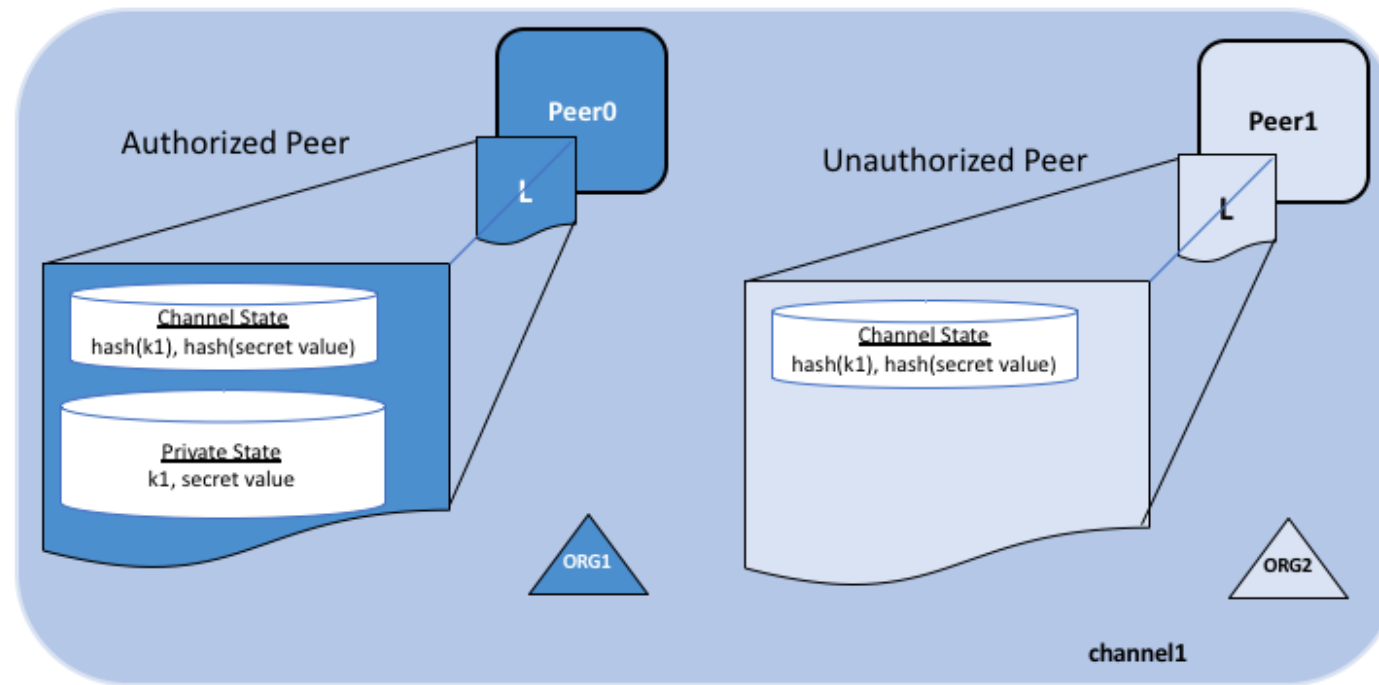 Peer0
Authorized Peer
L
Channel State
hash(k1), hash(secret value)
Private State
k1, secret value
ORG1
Peer1
Unauthorized Peer
L
Channel State
hash(k1), hash(secret value)
ORG2
channel1